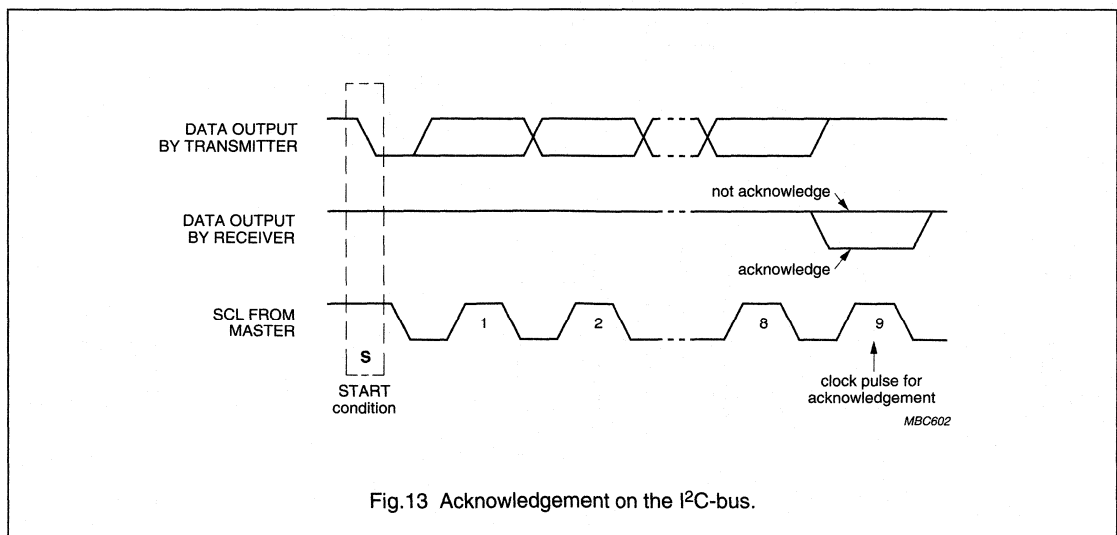 DATA OUTPUT
BY TRANSMITTER
not acknowledge
DATA OUTPUT
BY RECEIVER
acknowledge
SCL FROM
MASTER
1
2
8
9
S
START
condition
clock pulse for
acknowledgement
MBC602
Fig.13 Acknowledgement on the I²C-bus.